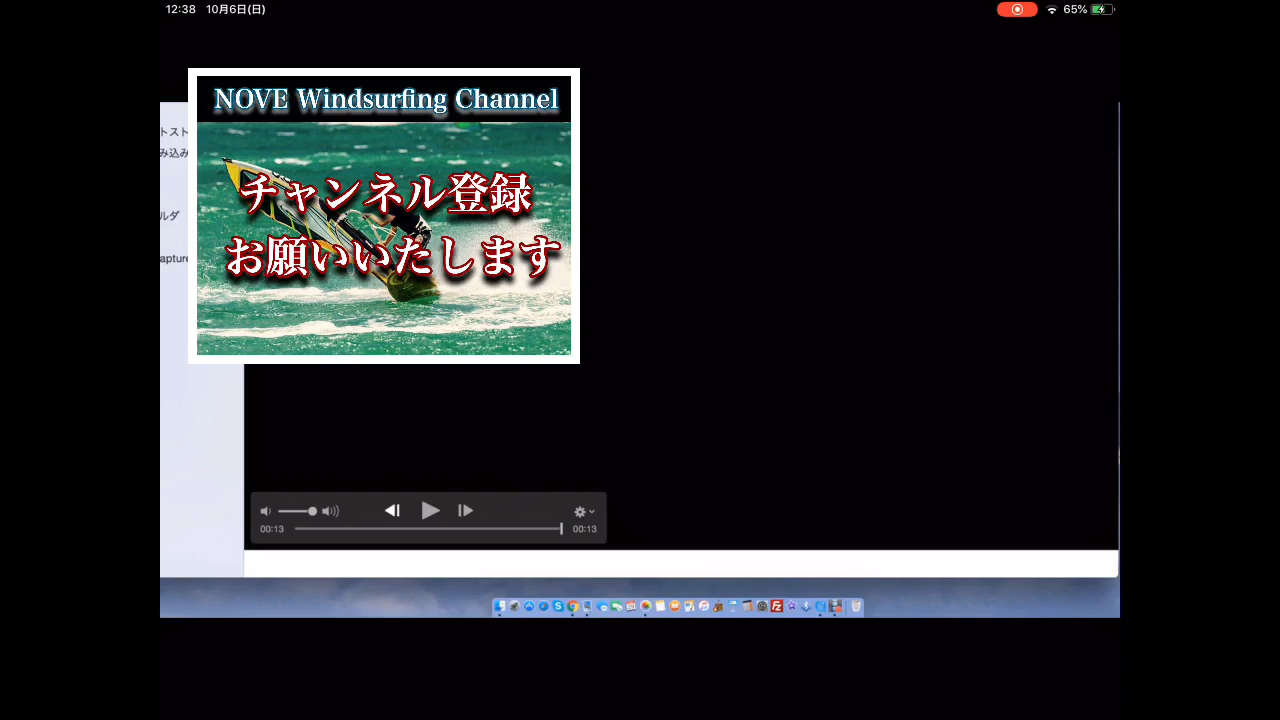 12:38 10月6日(日)
65%
NOVE Windsurfing Channel
チャンネル登録
お願いいたします
トスト
み込み
ルダ
apture
00:13
00:13